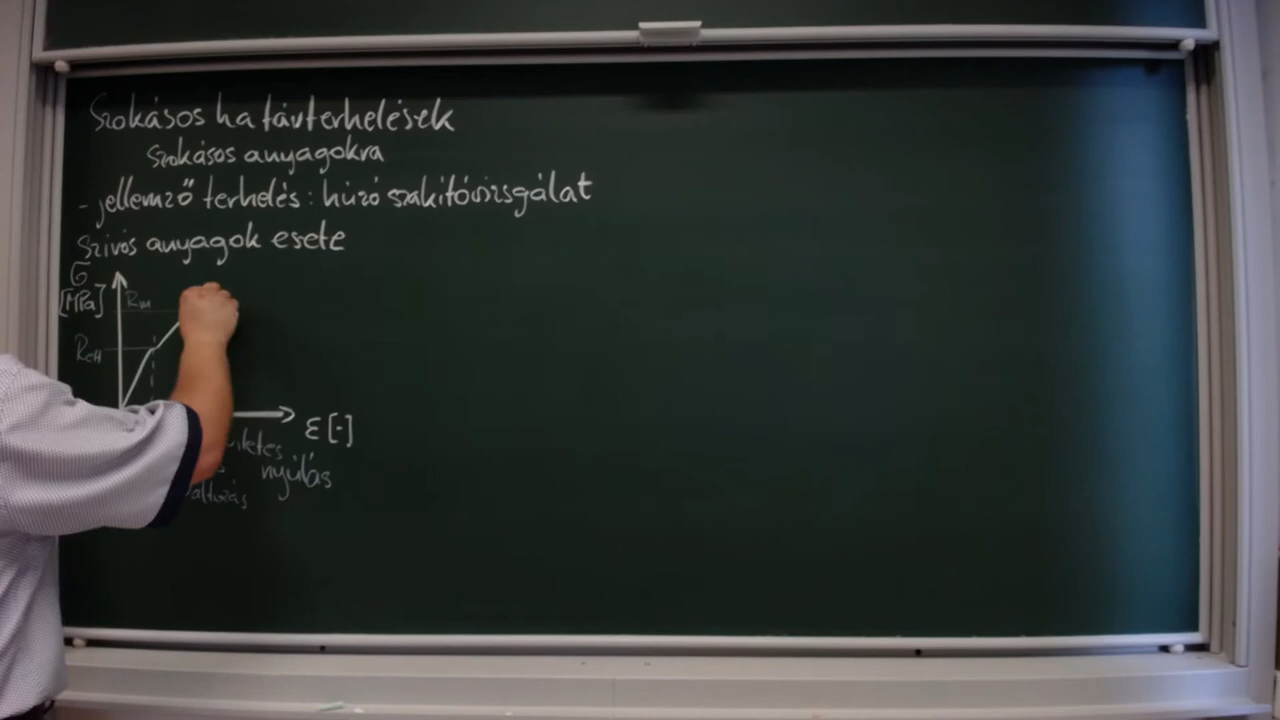 Szokásos határterhelések
szokásos anyagokra
- jellemző terhelés: húzó szakítóvizsgálat
Szívós anyagok esete
σ
[MPa]
Rm
ReH
ε [-]
nyúlás